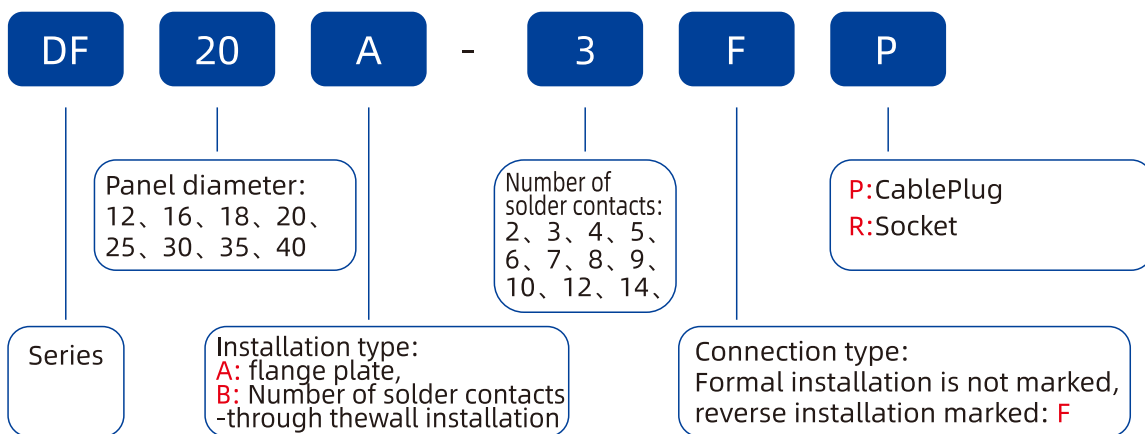 DF 20 A - 3 F P
Panel diameter:
12、16、18、20、
25、30、35、40
Number of
solder contacts:
2、3、4、5、
6、7、8、9、
10、12、14、
P:CablePlug
R:Socket
Series
Installation type:
A: flange plate,
B: Number of solder contacts
-through thewall installation
Connection type:
Formal installation is not marked,
reverse installation marked: F